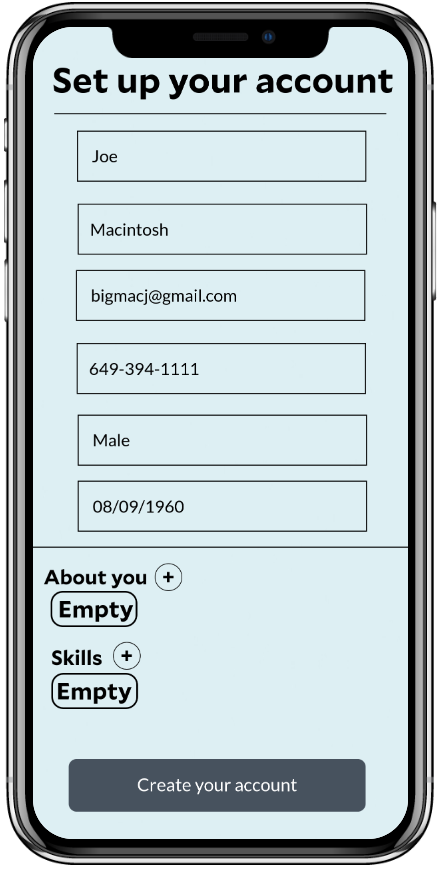 Set up your account
Joe
Macintosh
bigmacj@gmail.com
649-394-1111
Male
08/09/1960
About you +
Empty
Skills +
Empty
Create your account